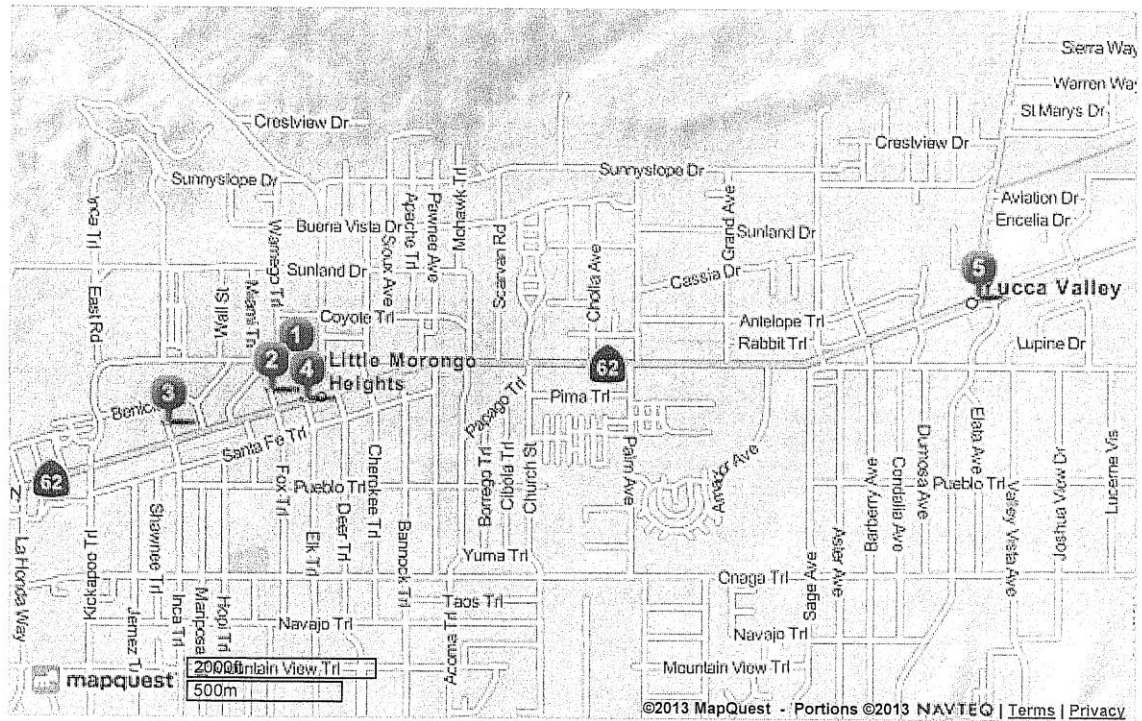 Sierra Way
Warren Way
St Marys Dr
Crestview Dr
Crestview Dr
Sunnyslope Dr
Sunnyslope Dr
Aviation Dr
Encelia Dr
Inca Trl
Wamego Trl
Buena Vista Dr
Sioux Ave
Apache Trl
Pawnee Ave
Mohawk Trl
Scarvan Rd
Cholla Ave
Grand Ave
Sunland Dr
Sunland Dr
Cassia Dr
5
Yucca Valley
East Rd
Wall St
Miami Trl
Coyote Trl
Antelope Trl
Rabbit Trl
Lupine Dr
1
2
4
Little Morongo
Heights
62
3
Pima Trl
Papago Trl
Santa Fe Trl
62
Fox Trl
Pueblo Trl
Cherokee Trl
Borrego Trl
Cibola Trl
Church St
Palm Ave
Amador Ave
Barberry Ave
Condalia Ave
Dumosa Ave
Elata Ave
Pueblo Trl
Valley Vista Ave
Joshua View Dr
Lucerne Vis
N
La Honda Way
Kickapoo Trl
Shawnee Trl
Elk Trl
Deer Trl
Bannock Trl
Yuma Trl
Onaga Trl
Sage Ave
Aster Ave
Jemez Tr
Inca Trl
Mariposa
Hopi Trl
Navajo Trl
Taos Trl
Acoma Trl
Navajo Trl
Mountain View Trl
Mountain View Trl
mapquest
2000ft
500m
©2013 MapQuest - Portions ©2013 NAVTEQ | Terms | Privacy